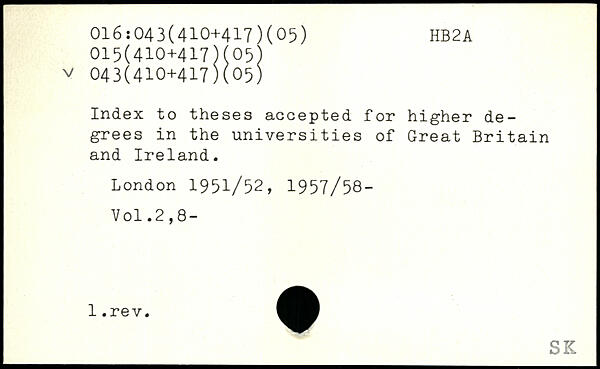 016:043(410+417)(05) HB2A
015(410+417)(05)
v 043(410+417)(05)
Index to theses accepted for higher de-
grees in the universities of Great Britain
and Ireland.
London 1951/52, 1957/58-
Vol.2,8-
1.rev.
SK